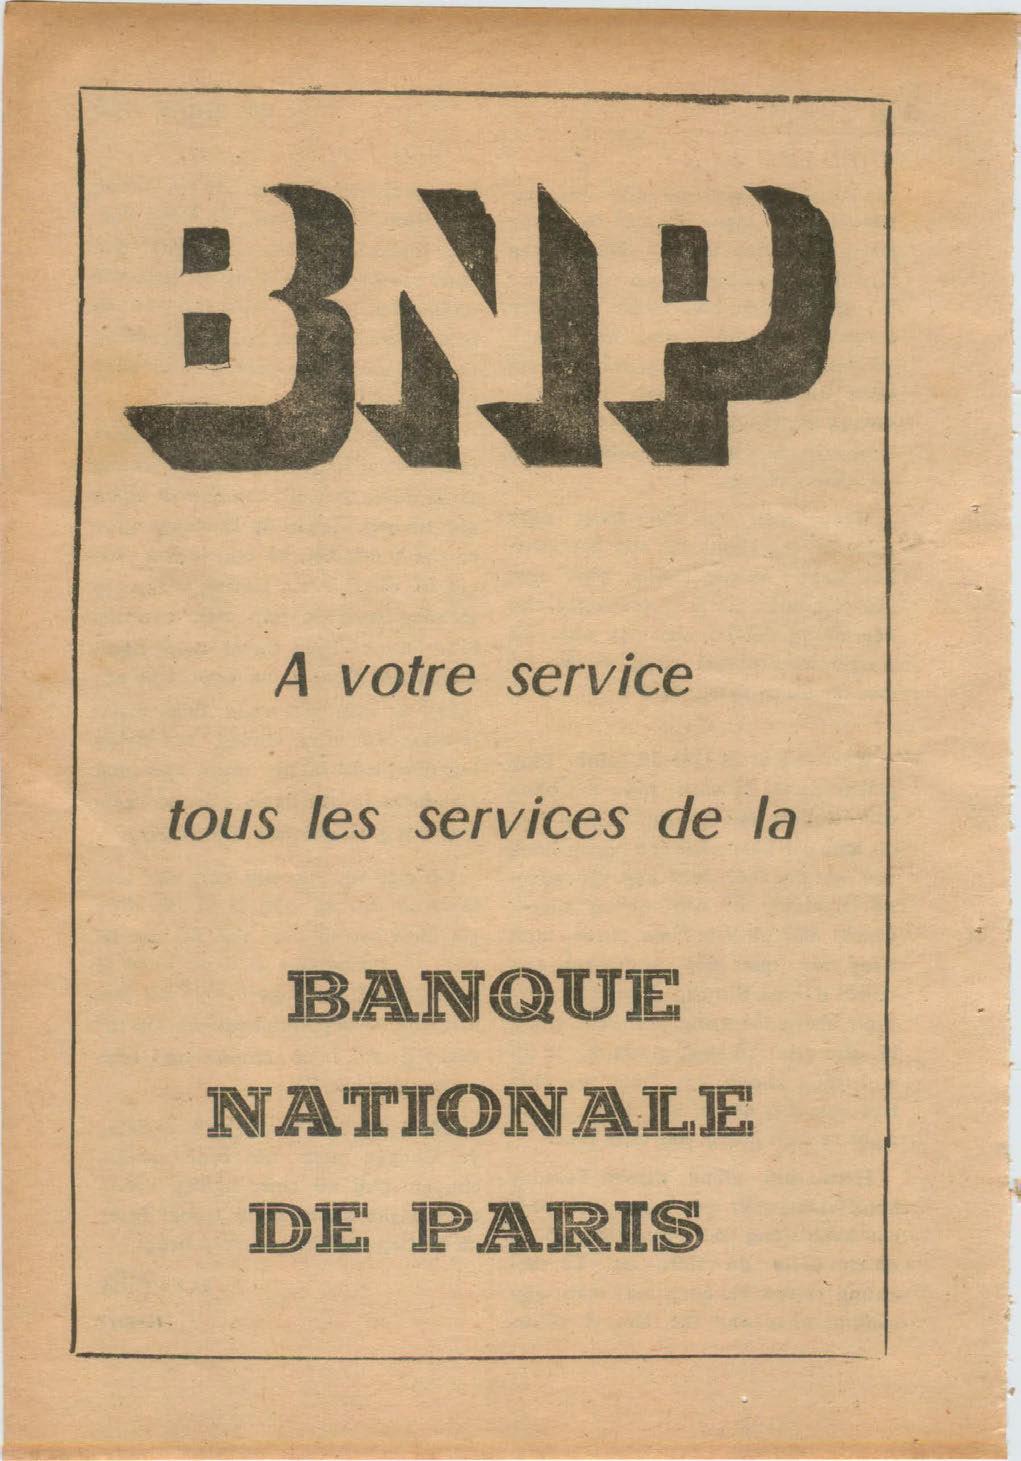 BNP
A votre service
tous les services de la
BANQUE
NATIONALE
DE PARIS